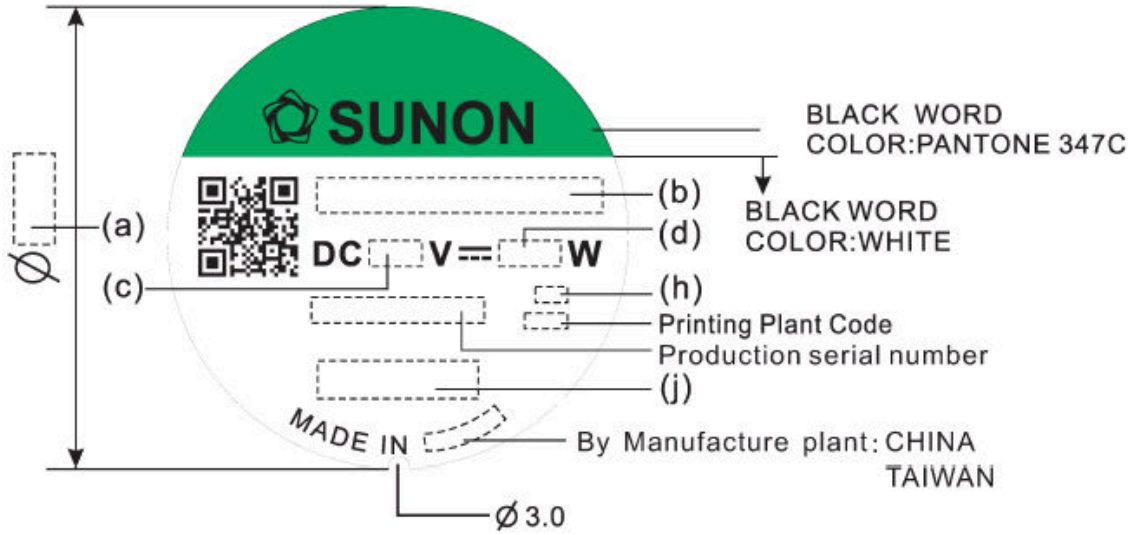 SUNON
BLACK WORD
COLOR:PANTONE 347C
(a)
(b)
BLACK WORD
COLOR:WHITE
DC V W
(d)
(c)
(h)
Printing Plant Code
Production serial number
(j)
MADE IN
By Manufacture plant: CHINA
TAIWAN
Ø
Ø 3.0